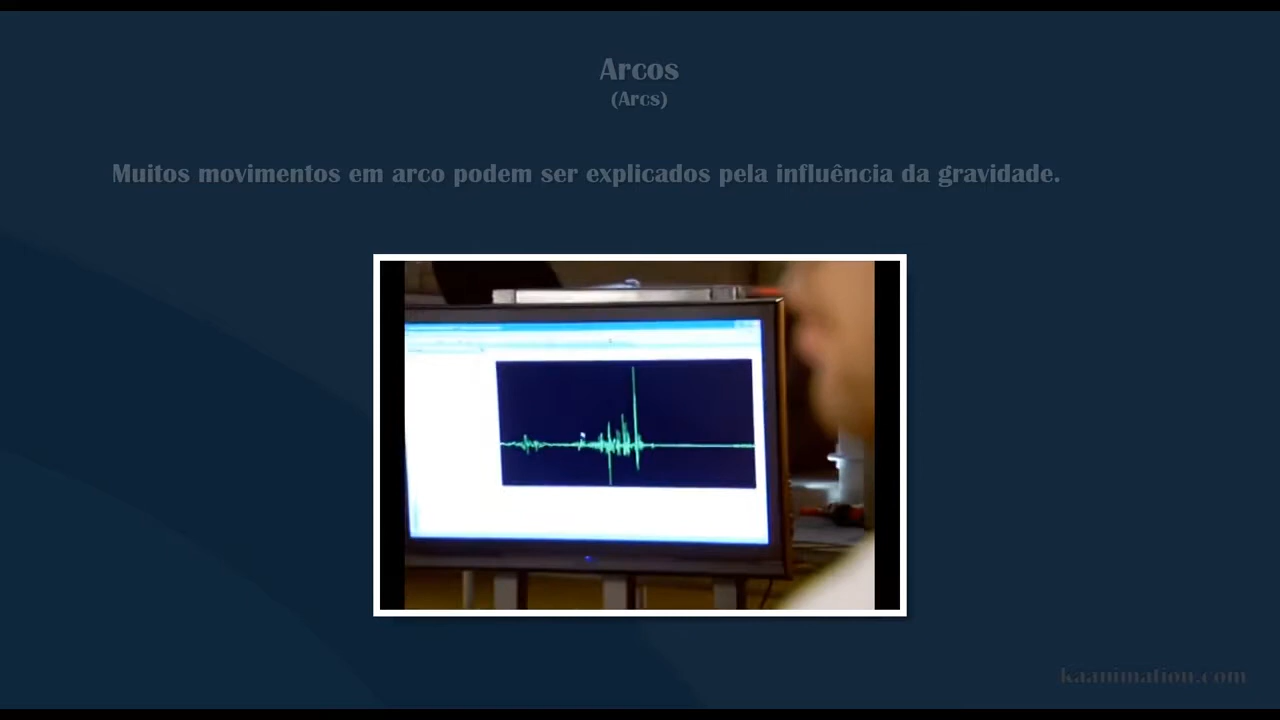 Arcos
(Arcs)
Muitos movimentos em arco podem ser explicados pela influência da gravidade.
kaanimation.com